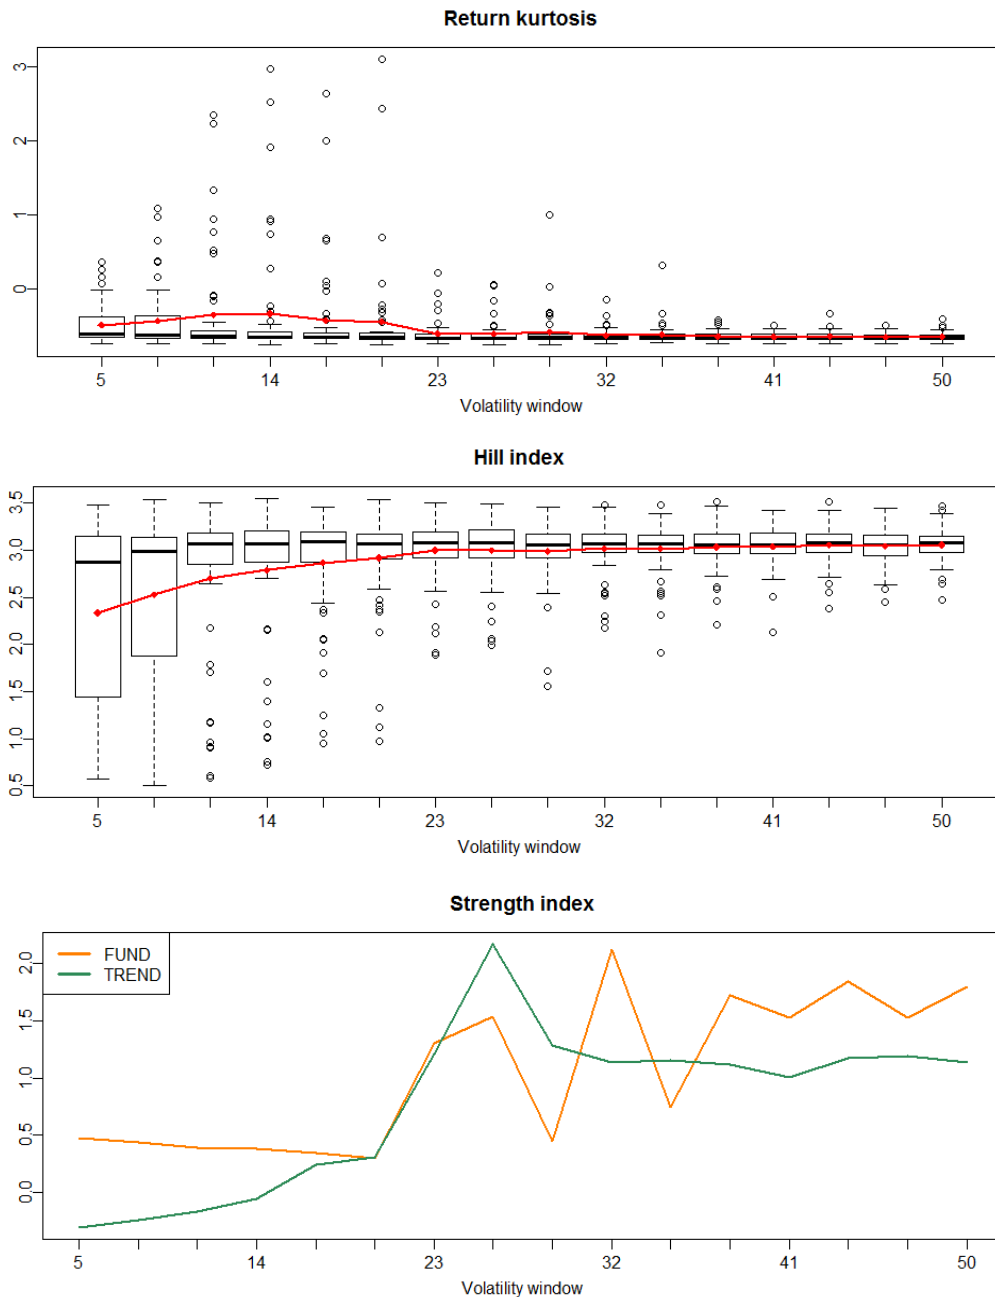 Return kurtosis
3
2
1
0
5 14 23 32 41 50
Volatility window
Hill index
3.5
3.0
2.5
2.0
1.5
1.0
0.5
5 14 23 32 41 50
Volatility window
Strength index
FUND
TREND
2.0
1.5
1.0
0.5
0.0
5 14 23 32 41 50
Volatility window